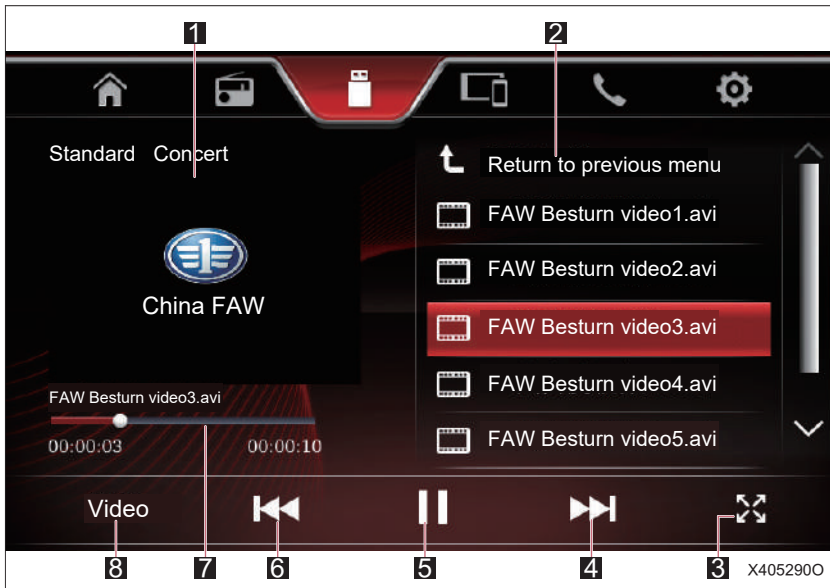 1
2
Standard Concert
Return to previous menu
FAW Besturn video1.avi
FAW Besturn video2.avi
China FAW
FAW Besturn video3.avi
FAW Besturn video3.avi
FAW Besturn video4.avi
00:00:03
00:00:10
FAW Besturn video5.avi
Video
8
7
6
5
4
3
X405290O